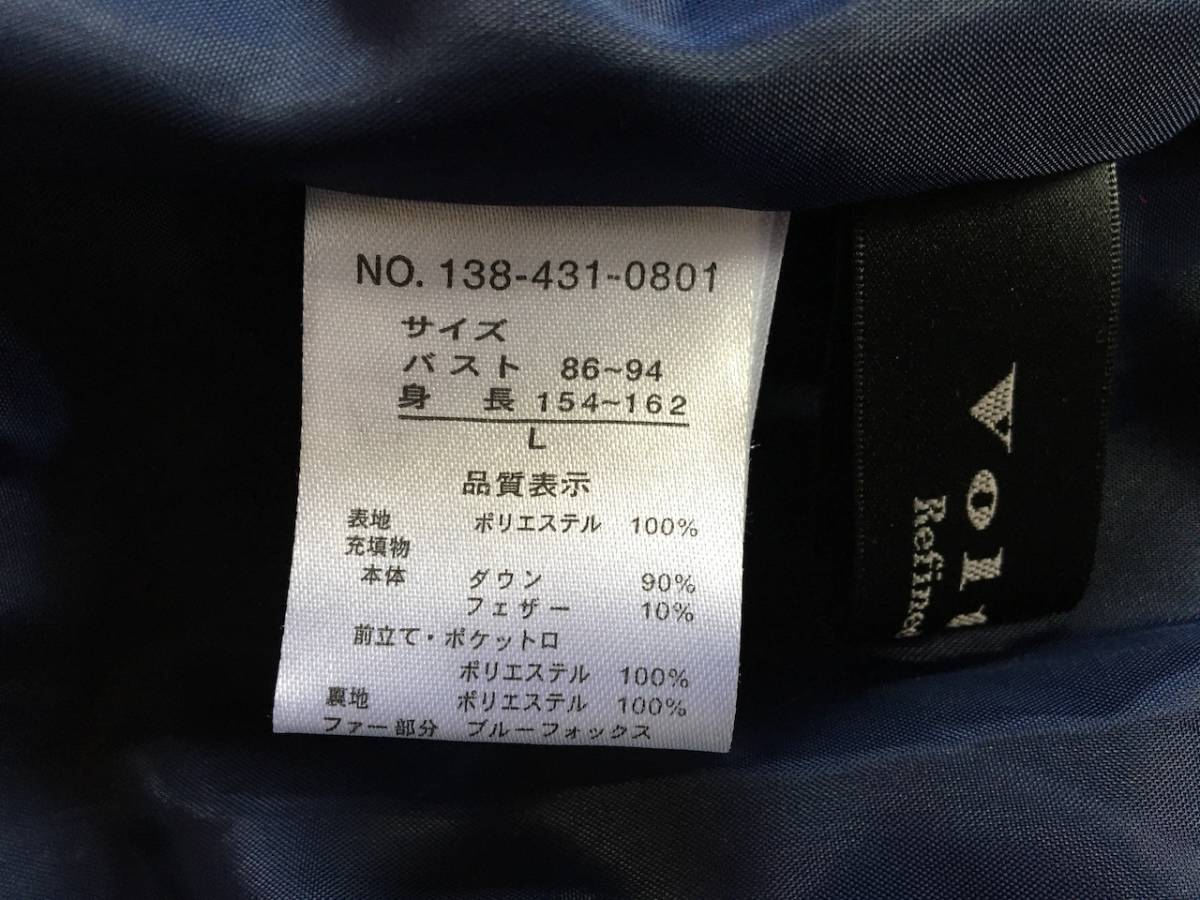 NO. 138-431-0801
サイズ
バスト 86~94
身長 154~162
L
品質表示
表地 ポリエステル 100%
充填物
本体 ダウン 90%
フェザー 10%
前立て・ポケット口
ポリエステル 100%
裏地 ポリエステル 100%
ファー部分 ブルーフォックス